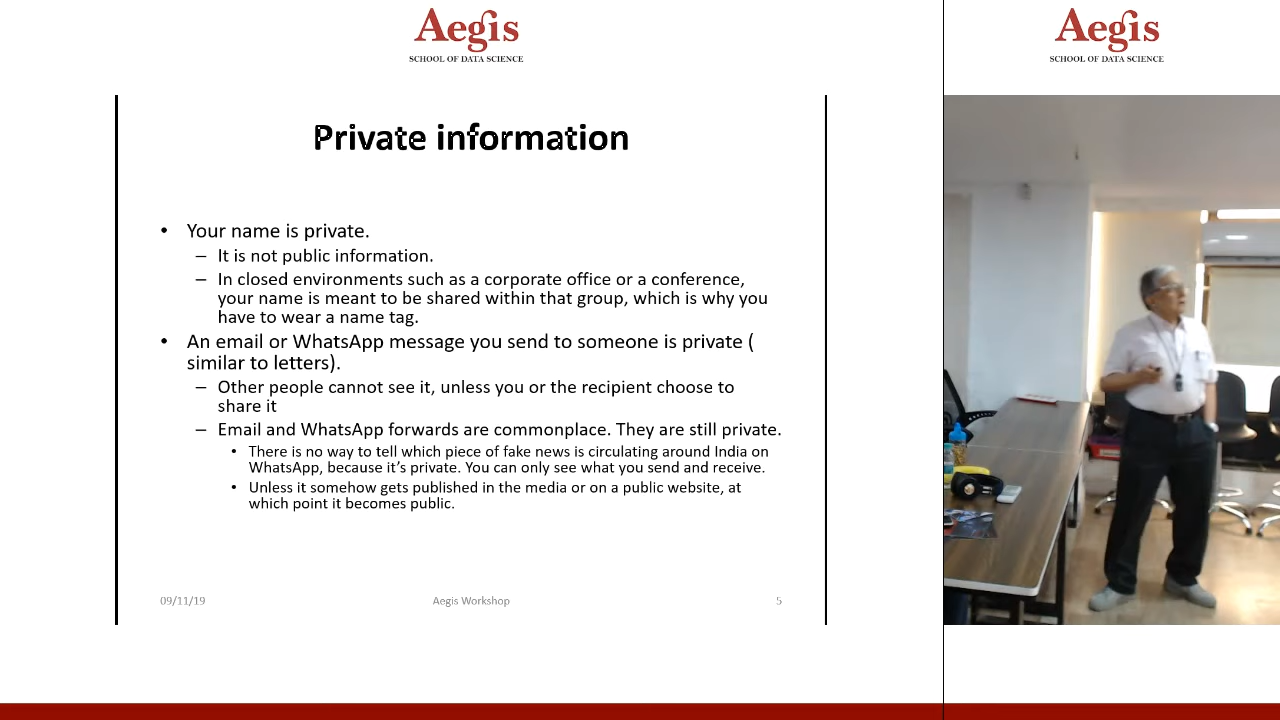 Aegis
SCHOOL OF DATA SCIENCE
Aegis
SCHOOL OF DATA SCIENCE
Private information
• Your name is private.
– It is not public information.
– In closed environments such as a corporate office or a conference,
your name is meant to be shared within that group, which is why you
have to wear a name tag.
• An email or WhatsApp message you send to someone is private (
similar to letters).
– Other people cannot see it, unless you or the recipient choose to
share it
– Email and WhatsApp forwards are commonplace. They are still private.
• There is no way to tell which piece of fake news is circulating around India on
WhatsApp, because it’s private. You can only see what you send and receive.
• Unless it somehow gets published in the media or on a public website, at
which point it becomes public.
09/11/19
Aegis Workshop
5